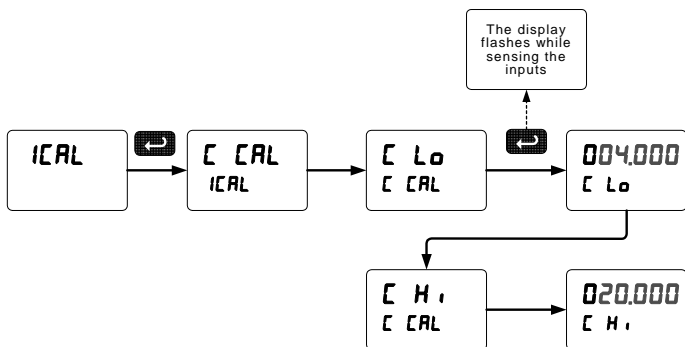 The display
flashes while
sensing the
inputs
ICAL
C CAL
ICAL
C Lo
C CAL
004.000
C Lo
C Hi
C CAL
020.000
C Hi